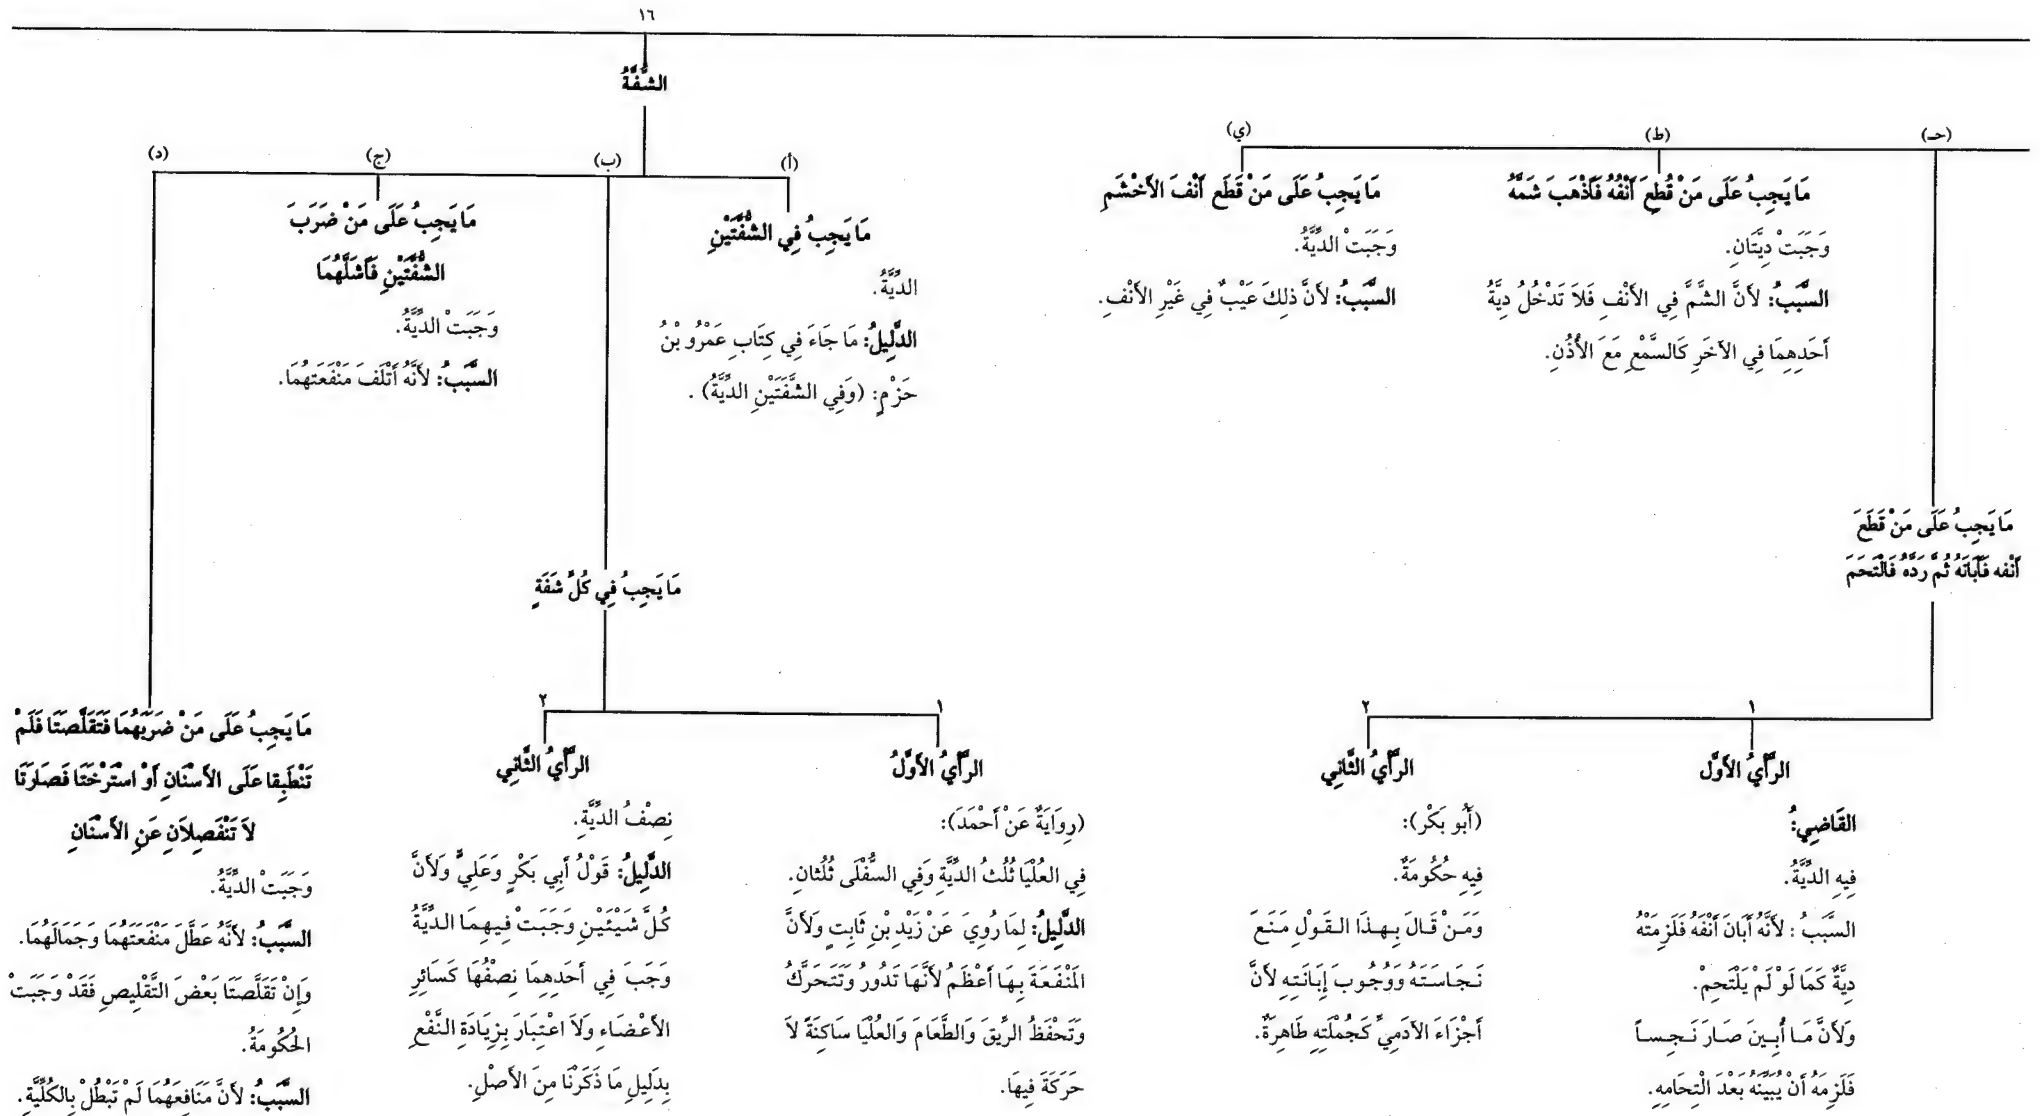 ١٦
(حـ)
مَا يَجِبُ عَلَى مَنْ قَطَعَ
أَنْفه فَأَبَانَهُ ثُمَّ رَدَّهُ فَالْتَحَمَ
١
الرَّأْيُ الأَوَّل
القَاضِي:
فِيهِ الدِّيَّةُ.
السَّبَبُ : لأَنَّهُ أَبَانَ أَنْفَهُ فَلَزِمَتْهُ
دِيَّةٌ كَمَا لَوْ لَمْ يَلْتَحِمْ.
وَلأَنَّ مَا أُبِينَ صَارَ نَجِساً
فَلَزِمَهُ أَنْ يُبَيِّنَهُ بَعْدَ الْتِحَامِهِ.
٢
الرَّأْيُ الثَّانِي
(أَبُو بَكْر):
فِيهِ حُكُومَةٌ.
وَمَنْ قَالَ بِهذَا القَوْلِ مَنَعَ
نَجَاسَتَهُ وَوُجُوبَ إِبَانَتِهِ لأَنَّ
أَجْزَاءَ الآدَمِيِّ كَجُمْلَتِهِ طَاهِرَةٌ.
(ط)
مَا يَجِبُ عَلَى مَنْ قُطِعَ أَنْفُهُ فَأَذْهَبَ شَمَّهُ
وَجَبَتْ دِيَّتَانِ.
السَّبَبُ: لأَنَّ الشَّمَّ فِي الأَنْفِ فَلاَ تَدْخُلُ دِيَّةُ
أَحَدِهِمَا فِي الآخَرِ كَالسَّمْعِ مَعَ الأُذُنِ.
(ي)
مَا يَجِبُ عَلَى مَنْ قَطَع أَنْفَ الأَخْشَمِ
وَجَبَت الدِّيَّةُ.
السَّبَبُ: لأَنَّ ذلِكَ عَيْبٌ فِي غَيْرِ الأَنْفِ.
الشَّفَةُ
(أ)
مَا يَجِبُ فِي الشَّفَتَيْنِ
الدِّيَّةُ.
الدَّلِيلُ: مَا جَاءَ فِي كِتَابِ عَمْرُو بْنُ
حَزْمٍ: (وَفِي الشَّفَتَيْنِ الدِّيَّةُ) .
(ب)
مَا يَجِبُ فِي كُلِّ شَفَةٍ
١
الرَّأْيُ الأَوَّلُ
(رِوَايَةٌ عَنْ أَحْمَدَ):
فِي العُلْيَا ثُلُثُ الدِّيَّةِ وَفِي السُّفْلَى ثُلُثَانِ.
الدَّلِيلُ: لِمَا رُوِيَ عَنْ زَيْدِ بْنِ ثَابِتٍ وَلأَنَّ
المَنْفَعَةَ بِهَا أَعْظَمُ لأَنَّهَا تَدُورُ وَتَتَحَرَّكُ
وَتَحْفَظُ الرِّيقَ وَالطَّعَامَ وَالعُلْيَا سَاكِنَةً لاَ
حَرَكَةَ فِيهَا.
٢
الرَّأْيُ الثَّانِي
نِصْفُ الدِّيَّةِ.
الدَّلِيلُ: قَوْلُ أَبِي بَكْرٍ وَعَلِيٍّ وَلأَنَّ
كُلَّ شَيْئَيْنِ وَجَبَتْ فِيهِمَا الدِّيَّةُ
وَجَبَ فِي أَحَدِهِمَا نِصْفُهَا كَسَائِرِ
الأَعْضَاءِ وَلاَ اعْتِبَارَ بِزِيَادَةِ النَّفْعِ
بِدَلِيلِ مَا ذَكَرْنَا مِنَ الأَصْلِ.
(ج)
مَا يَجِبُ عَلَى مَنْ ضَرَبَ
الشَّفَتَيْنِ فَأَشَلَّهُمَا
وَجَبَتْ الدِّيَّةُ.
السَّبَبُ: لأَنَّهُ أَتْلَفَ مَنْفَعَتَهُمَا.
(د)
مَا يَجِبُ عَلَى مَنْ ضَرَبَهُمَا فَتَقَلَّصَتَا فَلَمْ
تَنْطَبِقا عَلَى الأَسْنَانِ أَوْ اسْتَرْخَتَا فَصَارَتَا
لاَ تَنْفَصِلاَنِ عَنِ الأَسْنَانِ
وَجَبَتْ الدِّيَّةُ.
السَّبَبُ: لأَنَّهُ عَطَّلَ مَنْفَعَتَهُمَا وَجَمَالَهُمَا.
وَإِنْ تَقَلَّصَتَا بَعْضَ التَّقْلِيصِ فَقَدْ وَجَبَتْ
الحُكُومَةُ.
السَّبَبُ: لأَنَّ مَنَافِعَهُمَا لَمْ تَبْطُلْ بِالكُلِّيَّةِ.